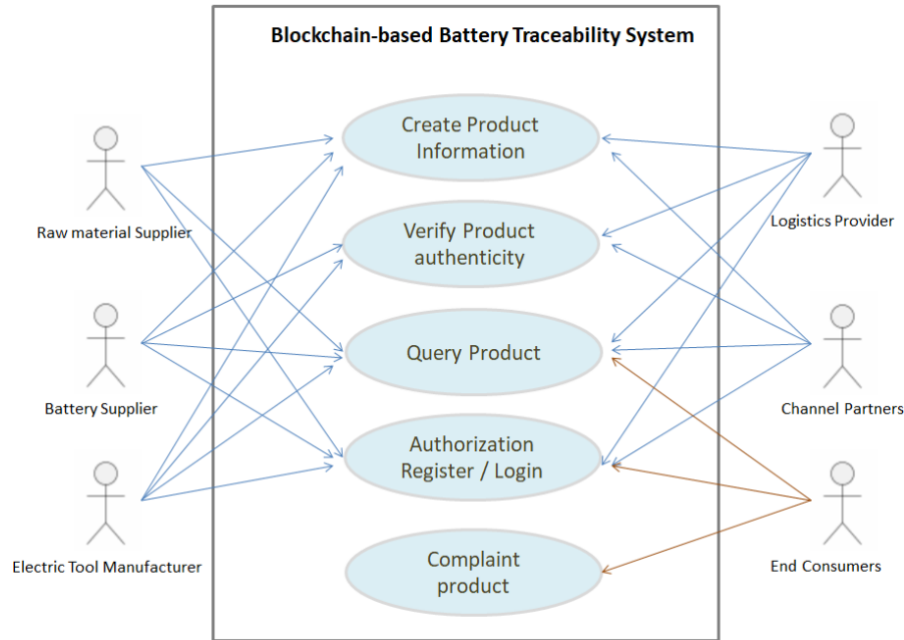 Blockchain-based Battery Traceability System
Create Product
Information
Raw material Supplier
Logistics Provider
Verify Product
authenticity
Query Product
Battery Supplier
Channel Partners
Authorization
Register / Login
Electric Tool Manufacturer
End Consumers
Complaint
product